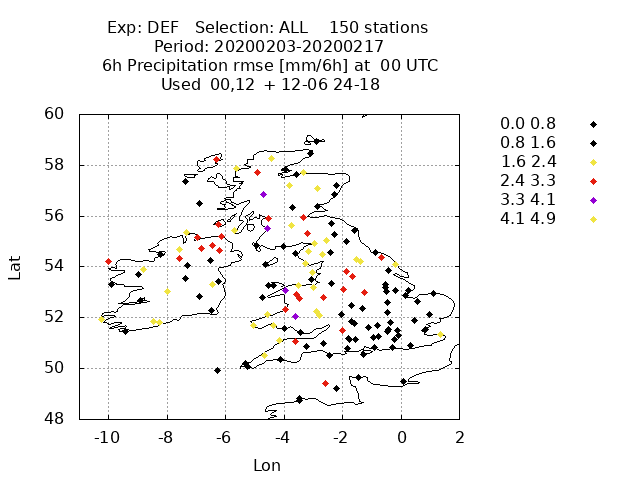 Exp: DEF Selection: ALL 150 stations
Period: 20200203-20200217
6h Precipitation rmse [mm/6h] at 00 UTC
Used 00,12 + 12-06 24-18
60
58
56
54
52
50
48
-10 -8 -6 -4 -2 0 2
Lat
Lon
0.0 0.8
0.8 1.6
1.6 2.4
2.4 3.3
3.3 4.1
4.1 4.9